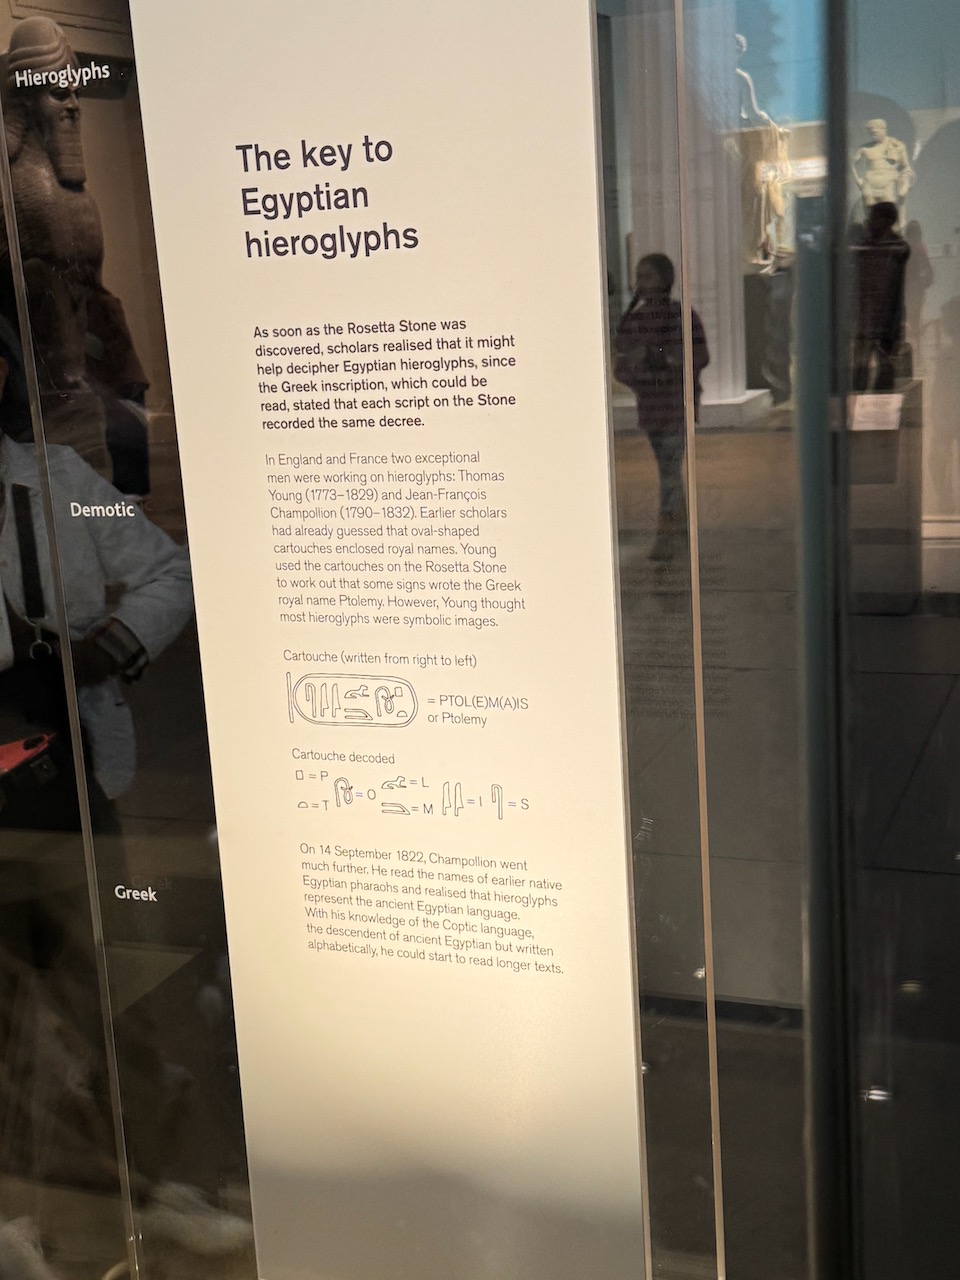 Hieroglyphs
Demotic
Greek
The key to
Egyptian
hieroglyphs
As soon as the Rosetta Stone was
discovered, scholars realised that it might
help decipher Egyptian hieroglyphs, since
the Greek inscription, which could be
read, stated that each script on the Stone
recorded the same decree.
In England and France two exceptional
men were working on hieroglyphs: Thomas
Young (1773–1829) and Jean-François
Champollion (1790–1832). Earlier scholars
had already guessed that oval-shaped
cartouches enclosed royal names. Young
used the cartouches on the Rosetta Stone
to work out that some signs wrote the Greek
royal name Ptolemy. However, Young thought
most hieroglyphs were symbolic images.
Cartouche (written from right to left)
= PTOL(E)M(A)IS
or Ptolemy
Cartouche decoded
= P
= T
= O
= L
= M
= I
= S
On 14 September 1822, Champollion went
much further. He read the names of earlier native
Egyptian pharaohs and realised that hieroglyphs
represent the ancient Egyptian language.
With his knowledge of the Coptic language,
the descendent of ancient Egyptian but written
alphabetically, he could start to read longer texts.